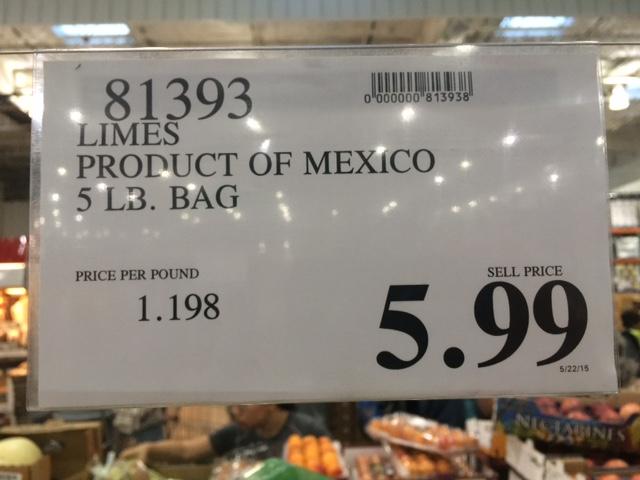 81393
0 000000 813938
LIMES
PRODUCT OF MEXICO
5 LB. BAG
PRICE PER POUND
1.198
SELL PRICE
5.99
5/22/15
NECTARINES